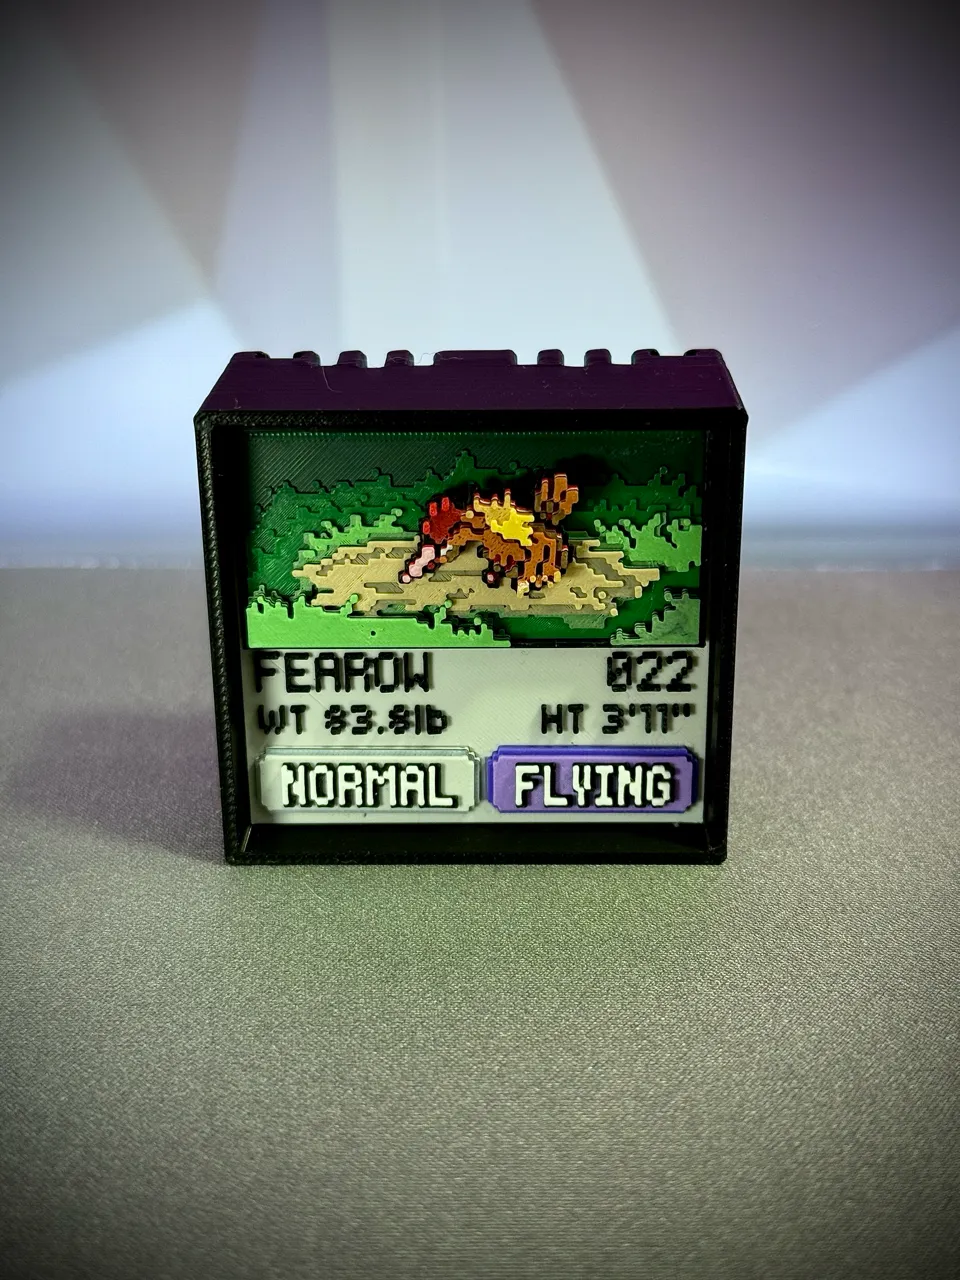 FEAROW 022
WT 83.8lb HT 3'11"
NORMAL FLYING